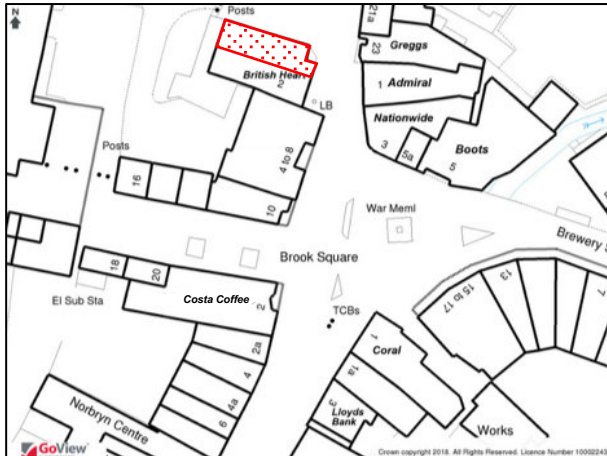 N
Posts
21a
Greggs
23
British Heart
2
1
Admiral
LB
Nationwide
3
5a
Boots
5
Posts
4 to 8
16
10
War Meml
Brewery S
Brook Square
18
20
El Sub Sta
Costa Coffee
2
TCBs
15 to 17
13
7
2a
1
Coral
4
1a
4a
3
Lloyds
Bank
6
Norbryn Centre
Works
GoView
Crown copyright 2018. All Rights Reserved. Licence Number 10002243